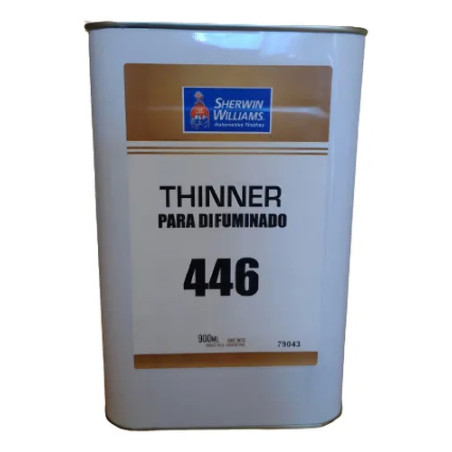 SHERWIN
WILLIAMS.
Automotive Finishes
THINNER
PARA DIFUMINADO
446
900ML
79043